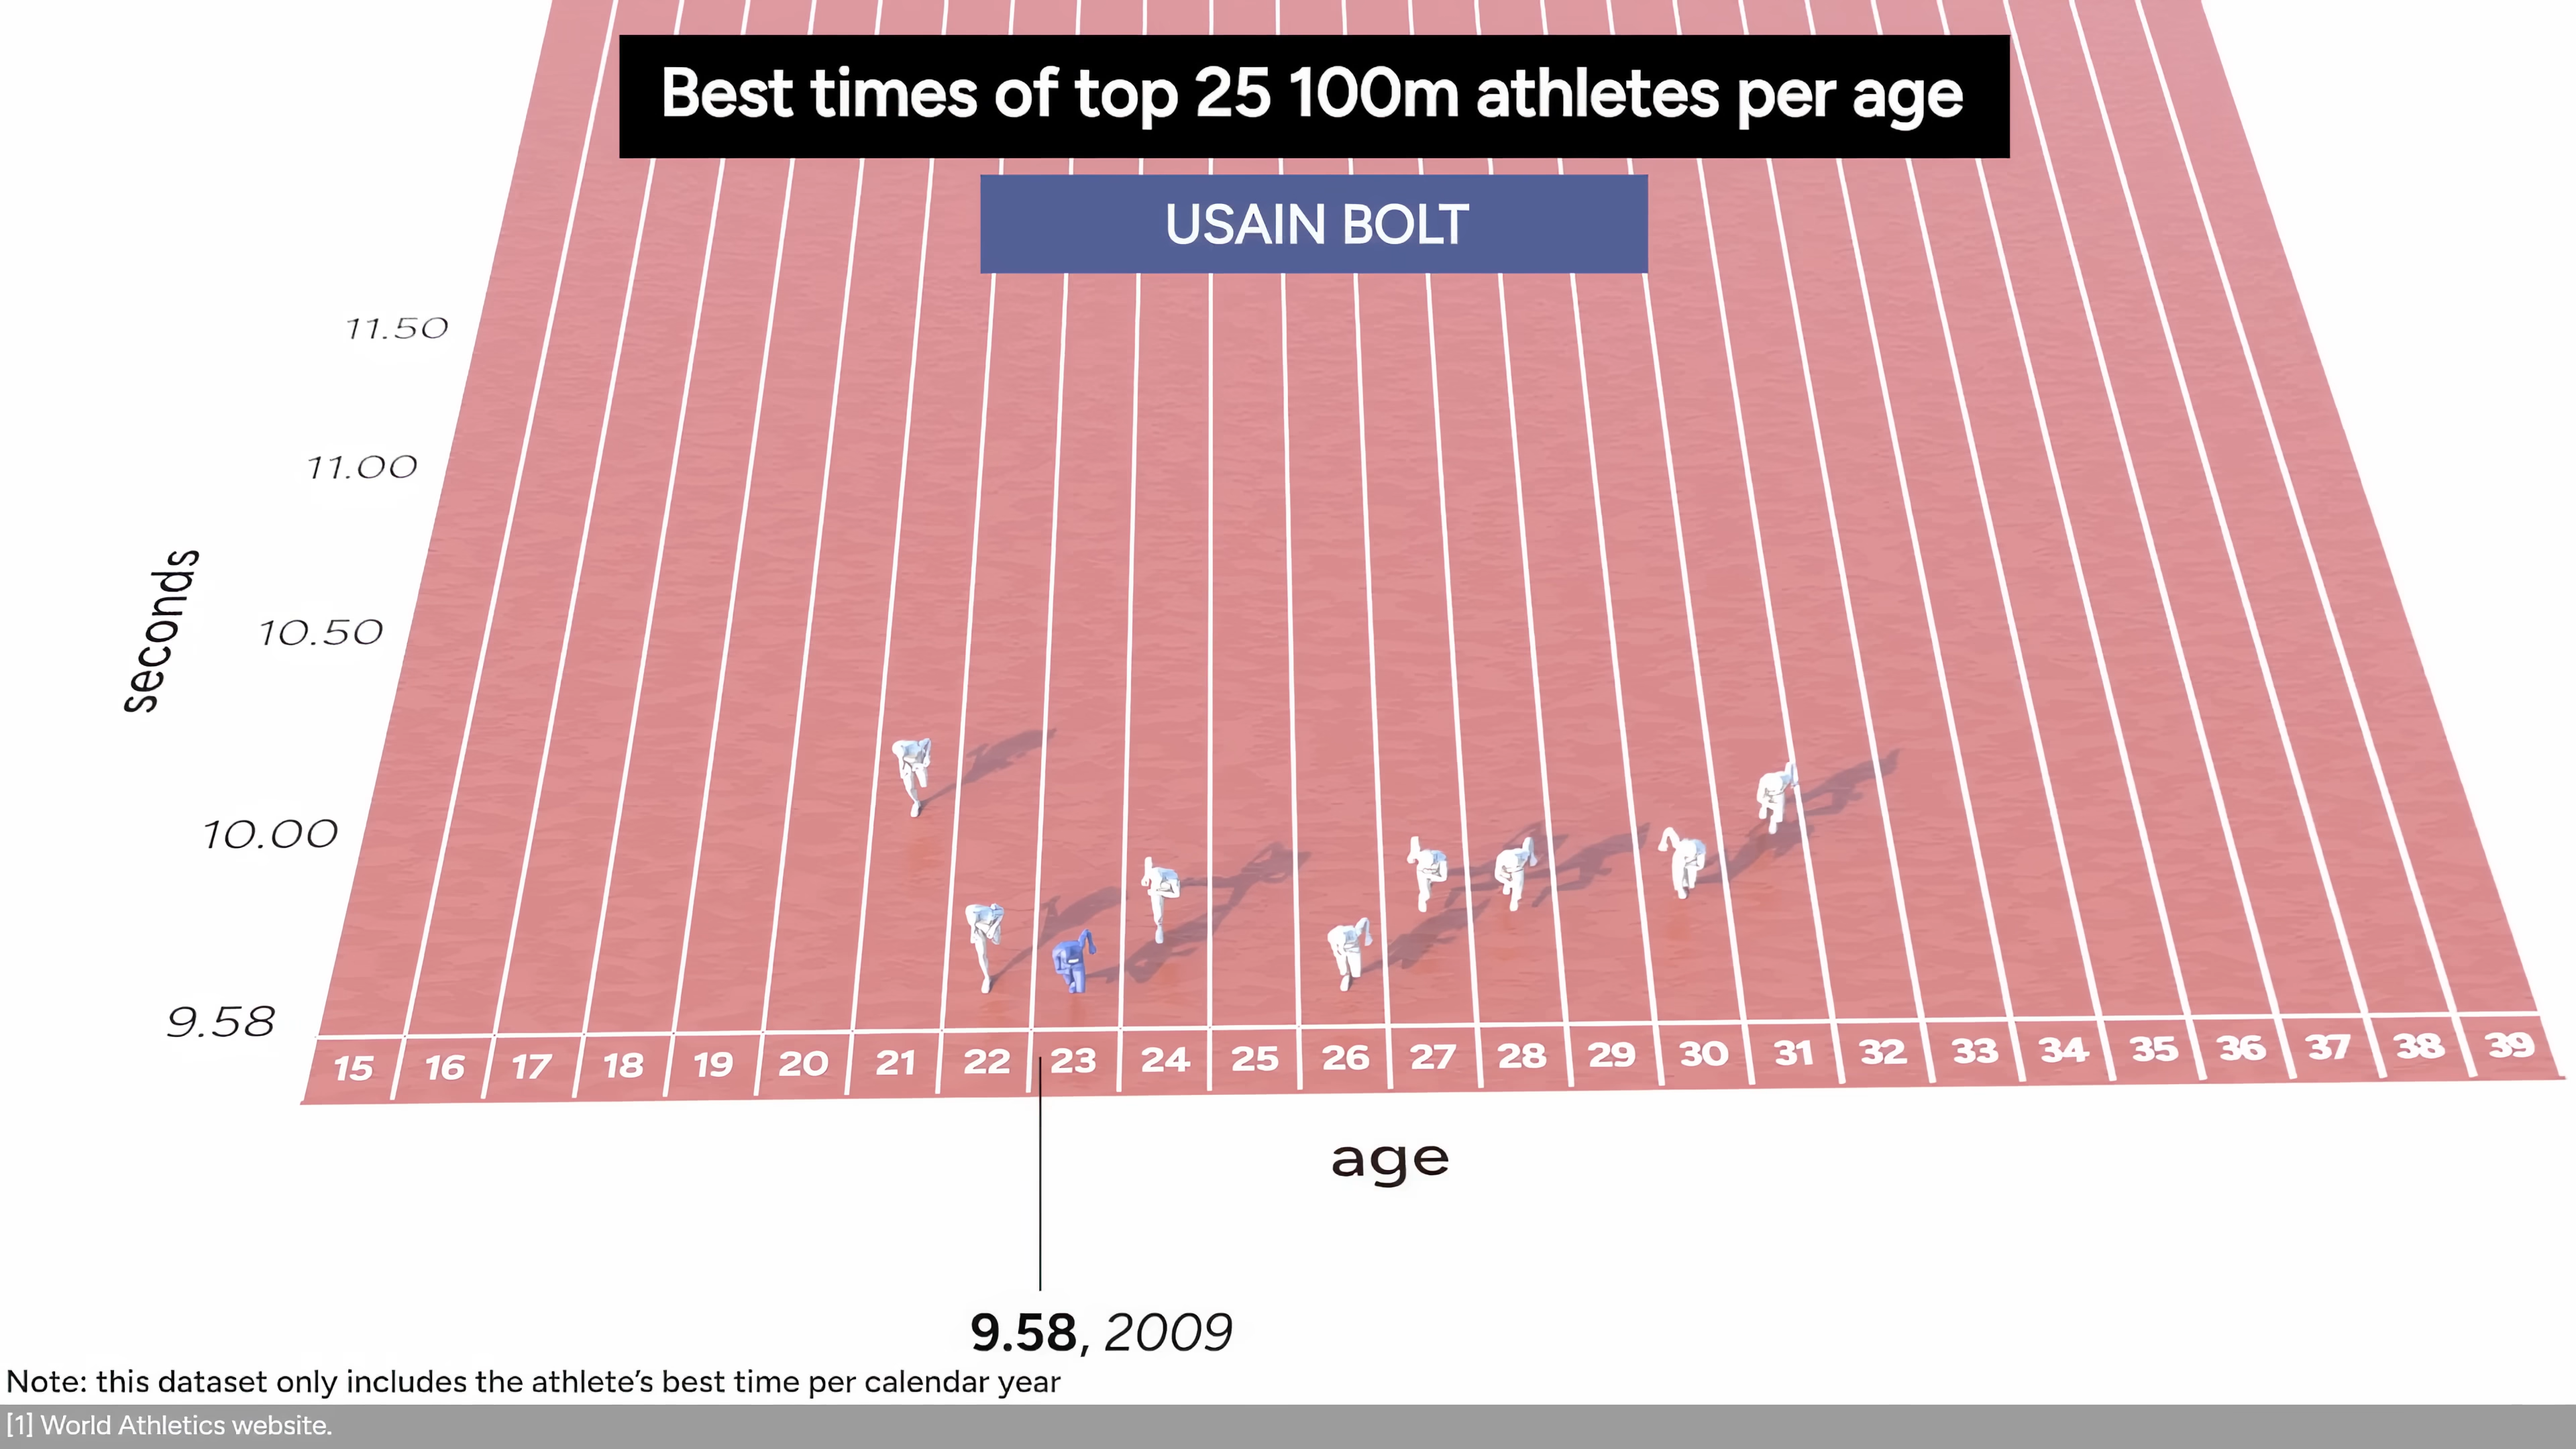 Best times of top 25 100m athletes per age
USAIN BOLT
11.50
11.00
10.50
10.00
9.58
seconds
15 16 17 18 19 20 21 22 23 24 25 26 27 28 29 30 31 32 33 34 35 36 37 38 39
age
9.58, 2009
Note: this dataset only includes the athlete’s best time per calendar year
[1] World Athletics website.